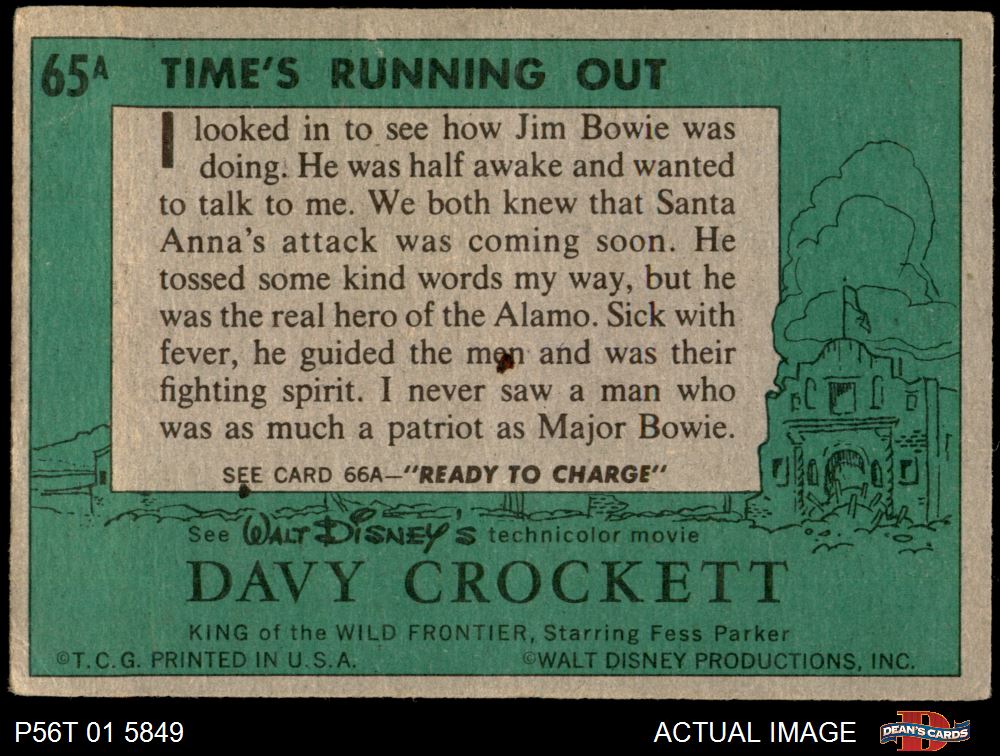 65A TIME'S RUNNING OUT
I looked in to see how Jim Bowie was
doing. He was half awake and wanted
to talk to me. We both knew that Santa
Anna's attack was coming soon. He
tossed some kind words my way, but he
was the real hero of the Alamo. Sick with
fever, he guided the men and was their
fighting spirit. I never saw a man who
was as much a patriot as Major Bowie.
SEE CARD 66A—"READY TO CHARGE"
See WALT DISNEY'S technicolor movie
DAVY CROCKETT
KING of the WILD FRONTIER, Starring Fess Parker
©T.C.G. PRINTED IN U.S.A. ©WALT DISNEY PRODUCTIONS, INC.
P56T 01 5849 ACTUAL IMAGE DEAN'S CARDS